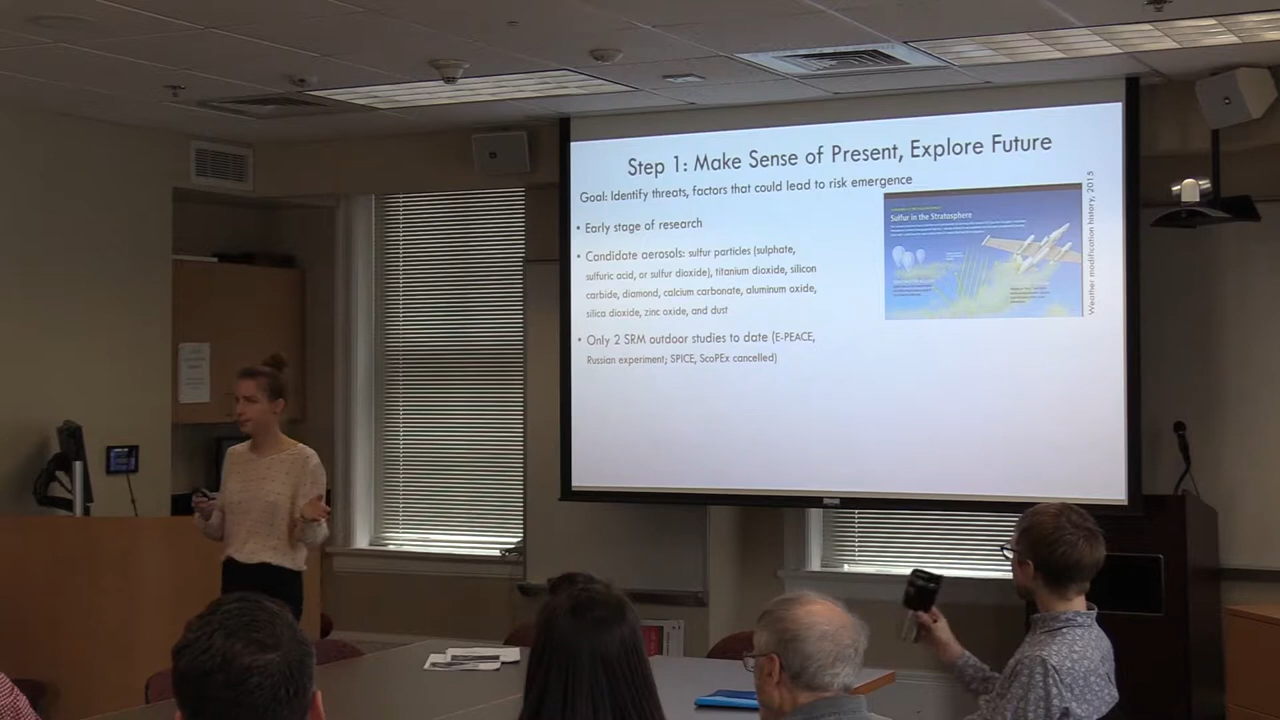 Step 1: Make Sense of Present, Explore Future
Goal: Identify threats, factors that could lead to risk emergence
• Early stage of research
• Candidate aerosols: sulfur particles (sulphate,
sulfuric acid, or sulfur dioxide), titanium dioxide, silicon
carbide, diamond, calcium carbonate, aluminum oxide,
silica dioxide, zinc oxide, and dust
• Only 2 SRM outdoor studies to date (E-PEACE,
Russian experiment; SPICE, ScoPEx cancelled)
Sulfur in the Stratosphere
Weather modification history, 2015